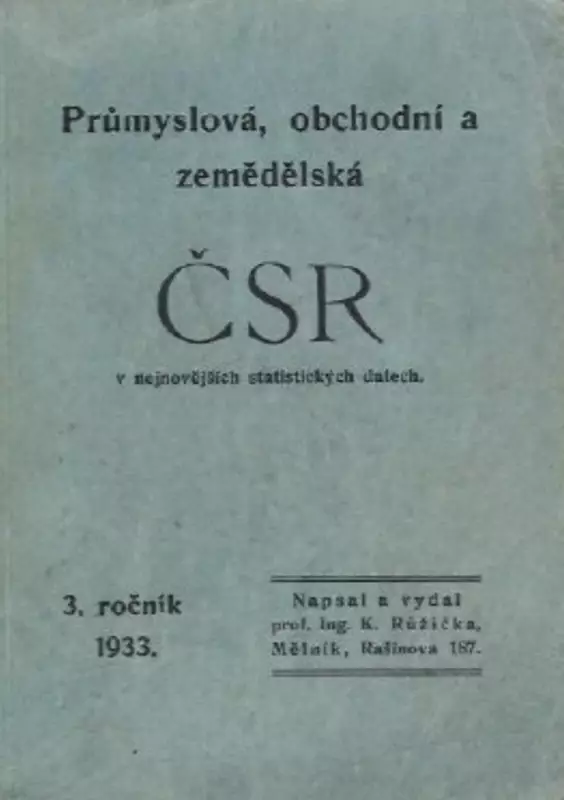 Průmyslová, obchodní a
zemědělská
ČSR
v nejnovějších statistických datech.
3. ročník
1933.
Napsal a vydal
prof. Ing. K. Růžička,
Mělník, Rašínova 187.